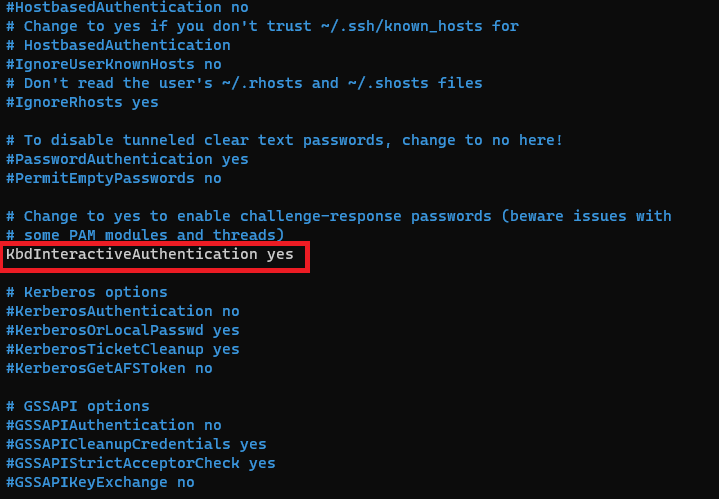 #HostbasedAuthentication no
# Change to yes if you don't trust ~/.ssh/known_hosts for
# HostbasedAuthentication
#IgnoreUserKnownHosts no
# Don't read the user's ~/.rhosts and ~/.shosts files
#IgnoreRhosts yes
# To disable tunneled clear text passwords, change to no here!
#PasswordAuthentication yes
#PermitEmptyPasswords no
# Change to yes to enable challenge-response passwords (beware issues with
# some PAM modules and threads)
KbdInteractiveAuthentication yes
# Kerberos options
#KerberosAuthentication no
#KerberosOrLocalPasswd yes
#KerberosTicketCleanup yes
#KerberosGetAFSToken no
# GSSAPI options
#GSSAPIAuthentication no
#GSSAPICleanupCredentials yes
#GSSAPIStrictAcceptorCheck yes
#GSSAPIKeyExchange no